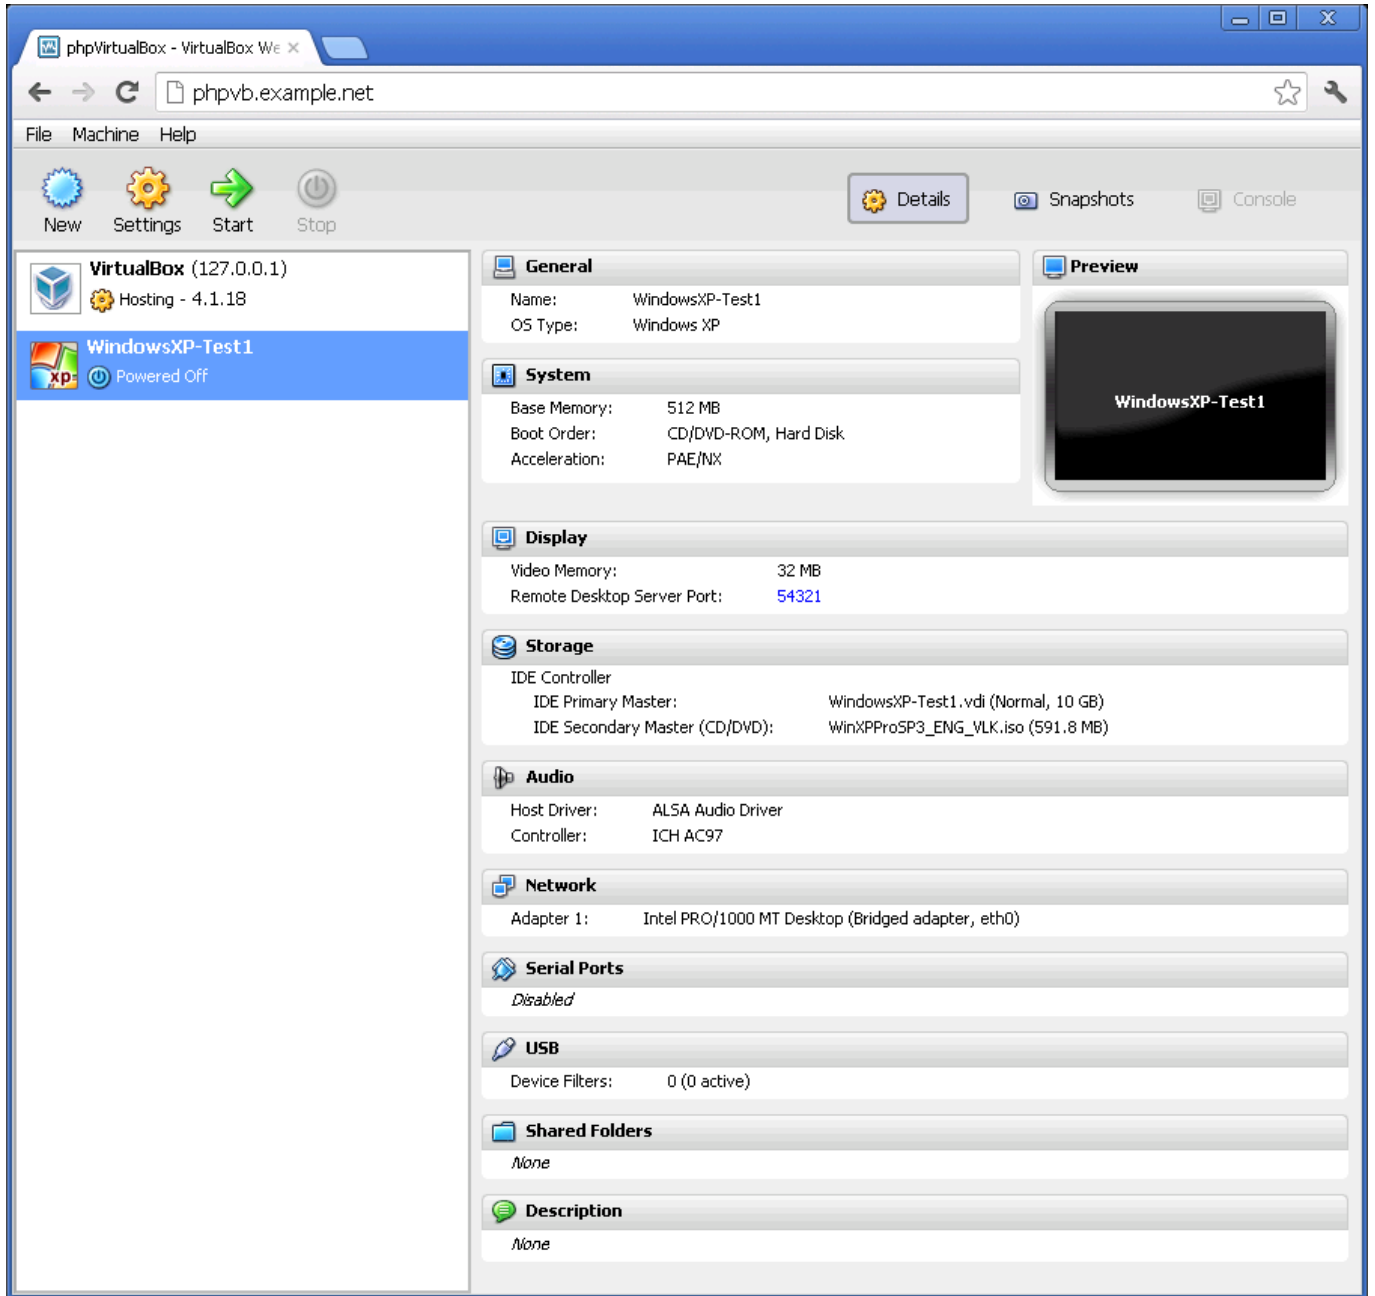 phpVirtualBox - VirtualBox We
phpvb.example.net
File Machine Help
New Settings Start Stop
Details Snapshots Console
VirtualBox (127.0.0.1)
Hosting - 4.1.18
WindowsXP-Test1
xp
Powered Off
General
Name: WindowsXP-Test1
OS Type: Windows XP
Preview
WindowsXP-Test1
System
Base Memory: 512 MB
Boot Order: CD/DVD-ROM, Hard Disk
Acceleration: PAE/NX
Display
Video Memory: 32 MB
Remote Desktop Server Port: 54321
Storage
IDE Controller
IDE Primary Master: WindowsXP-Test1.vdi (Normal, 10 GB)
IDE Secondary Master (CD/DVD): WinXPProSP3_ENG_VLK.iso (591.8 MB)
Audio
Host Driver: ALSA Audio Driver
Controller: ICH AC97
Network
Adapter 1: Intel PRO/1000 MT Desktop (Bridged adapter, eth0)
Serial Ports
Disabled
USB
Device Filters: 0 (0 active)
Shared Folders
None
Description
None